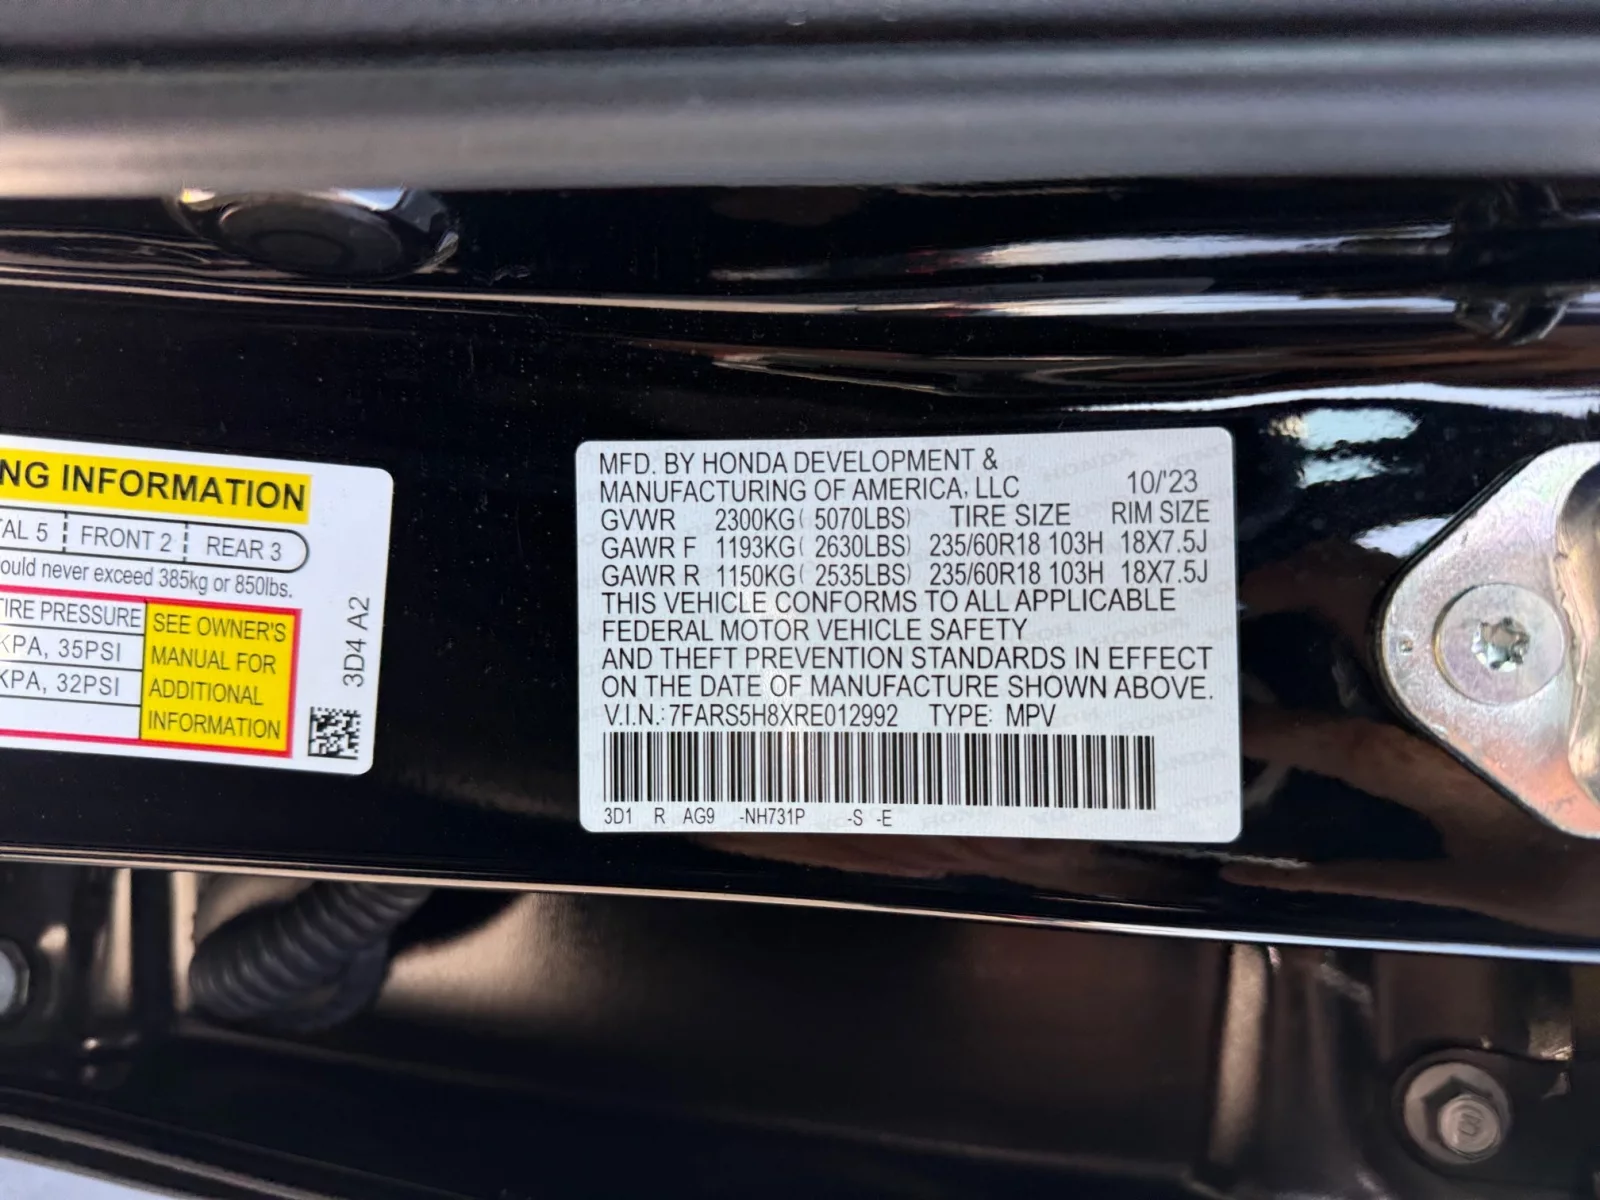 NG INFORMATION
TAL 5 FRONT 2 REAR 3
ould never exceed 385kg or 850lbs.
TIRE PRESSURE
KPA, 35PSI
KPA, 32PSI
SEE OWNER'S
MANUAL FOR
ADDITIONAL
INFORMATION
3D4 A2
MFD. BY HONDA DEVELOPMENT &
MANUFACTURING OF AMERICA, LLC 10/'23
GVWR 2300KG( 5070LBS) TIRE SIZE RIM SIZE
GAWR F 1193KG( 2630LBS) 235/60R18 103H 18X7.5J
GAWR R 1150KG( 2535LBS) 235/60R18 103H 18X7.5J
THIS VEHICLE CONFORMS TO ALL APPLICABLE
FEDERAL MOTOR VEHICLE SAFETY
AND THEFT PREVENTION STANDARDS IN EFFECT
ON THE DATE OF MANUFACTURE SHOWN ABOVE.
V.I.N.: 7FARS5H8XRE012992 TYPE: MPV
3D1 R AG9 -NH731P -S -E